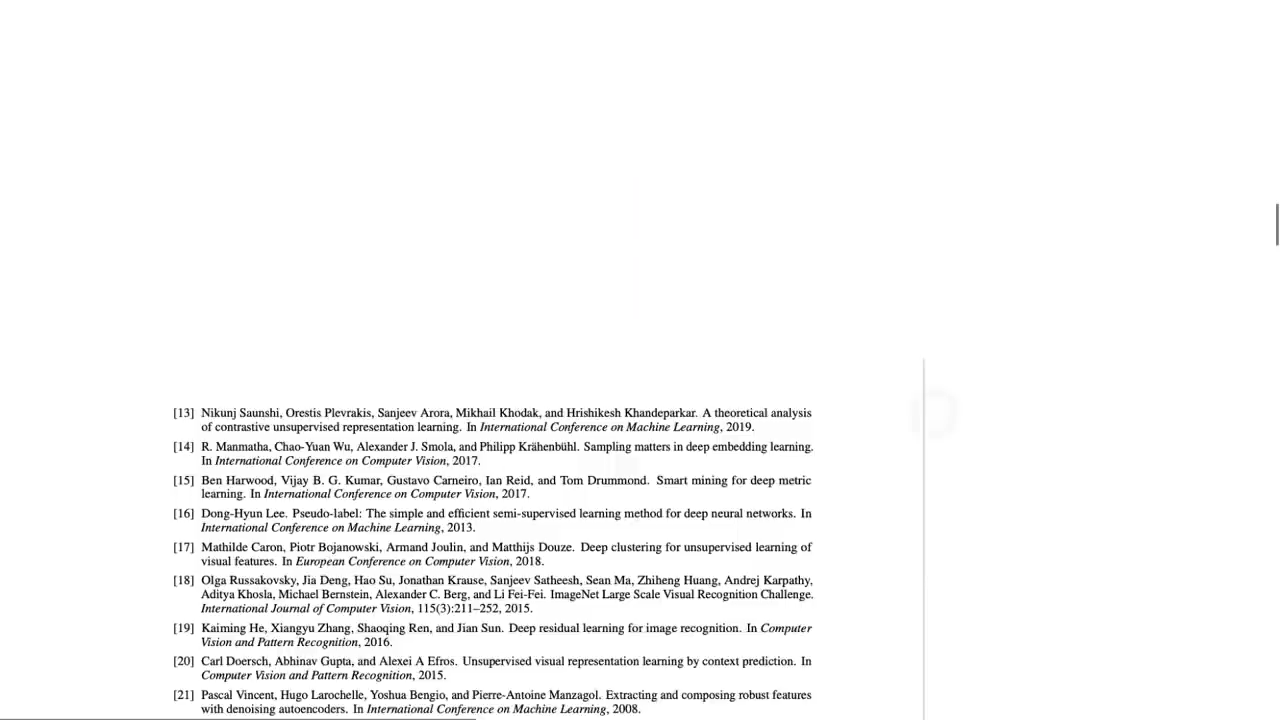 [13] Nikunj Saunshi, Orestis Plevrakis, Sanjeev Arora, Mikhail Khodak, and Hrishikesh Khandeparkar. A theoretical analysis
of contrastive unsupervised representation learning. In International Conference on Machine Learning, 2019.
[14] R. Manmatha, Chao-Yuan Wu, Alexander J. Smola, and Philipp Krähenbühl. Sampling matters in deep embedding learning.
In International Conference on Computer Vision, 2017.
[15] Ben Harwood, Vijay B. G. Kumar, Gustavo Carneiro, Ian Reid, and Tom Drummond. Smart mining for deep metric
learning. In International Conference on Computer Vision, 2017.
[16] Dong-Hyun Lee. Pseudo-label: The simple and efficient semi-supervised learning method for deep neural networks. In
International Conference on Machine Learning, 2013.
[17] Mathilde Caron, Piotr Bojanowski, Armand Joulin, and Matthijs Douze. Deep clustering for unsupervised learning of
visual features. In European Conference on Computer Vision, 2018.
[18] Olga Russakovsky, Jia Deng, Hao Su, Jonathan Krause, Sanjeev Satheesh, Sean Ma, Zhiheng Huang, Andrej Karpathy,
Aditya Khosla, Michael Bernstein, Alexander C. Berg, and Li Fei-Fei. ImageNet Large Scale Visual Recognition Challenge.
International Journal of Computer Vision, 115(3):211–252, 2015.
[19] Kaiming He, Xiangyu Zhang, Shaoqing Ren, and Jian Sun. Deep residual learning for image recognition. In Computer
Vision and Pattern Recognition, 2016.
[20] Carl Doersch, Abhinav Gupta, and Alexei A Efros. Unsupervised visual representation learning by context prediction. In
Computer Vision and Pattern Recognition, 2015.
[21] Pascal Vincent, Hugo Larochelle, Yoshua Bengio, and Pierre-Antoine Manzagol. Extracting and composing robust features
with denoising autoencoders. In International Conference on Machine Learning, 2008.